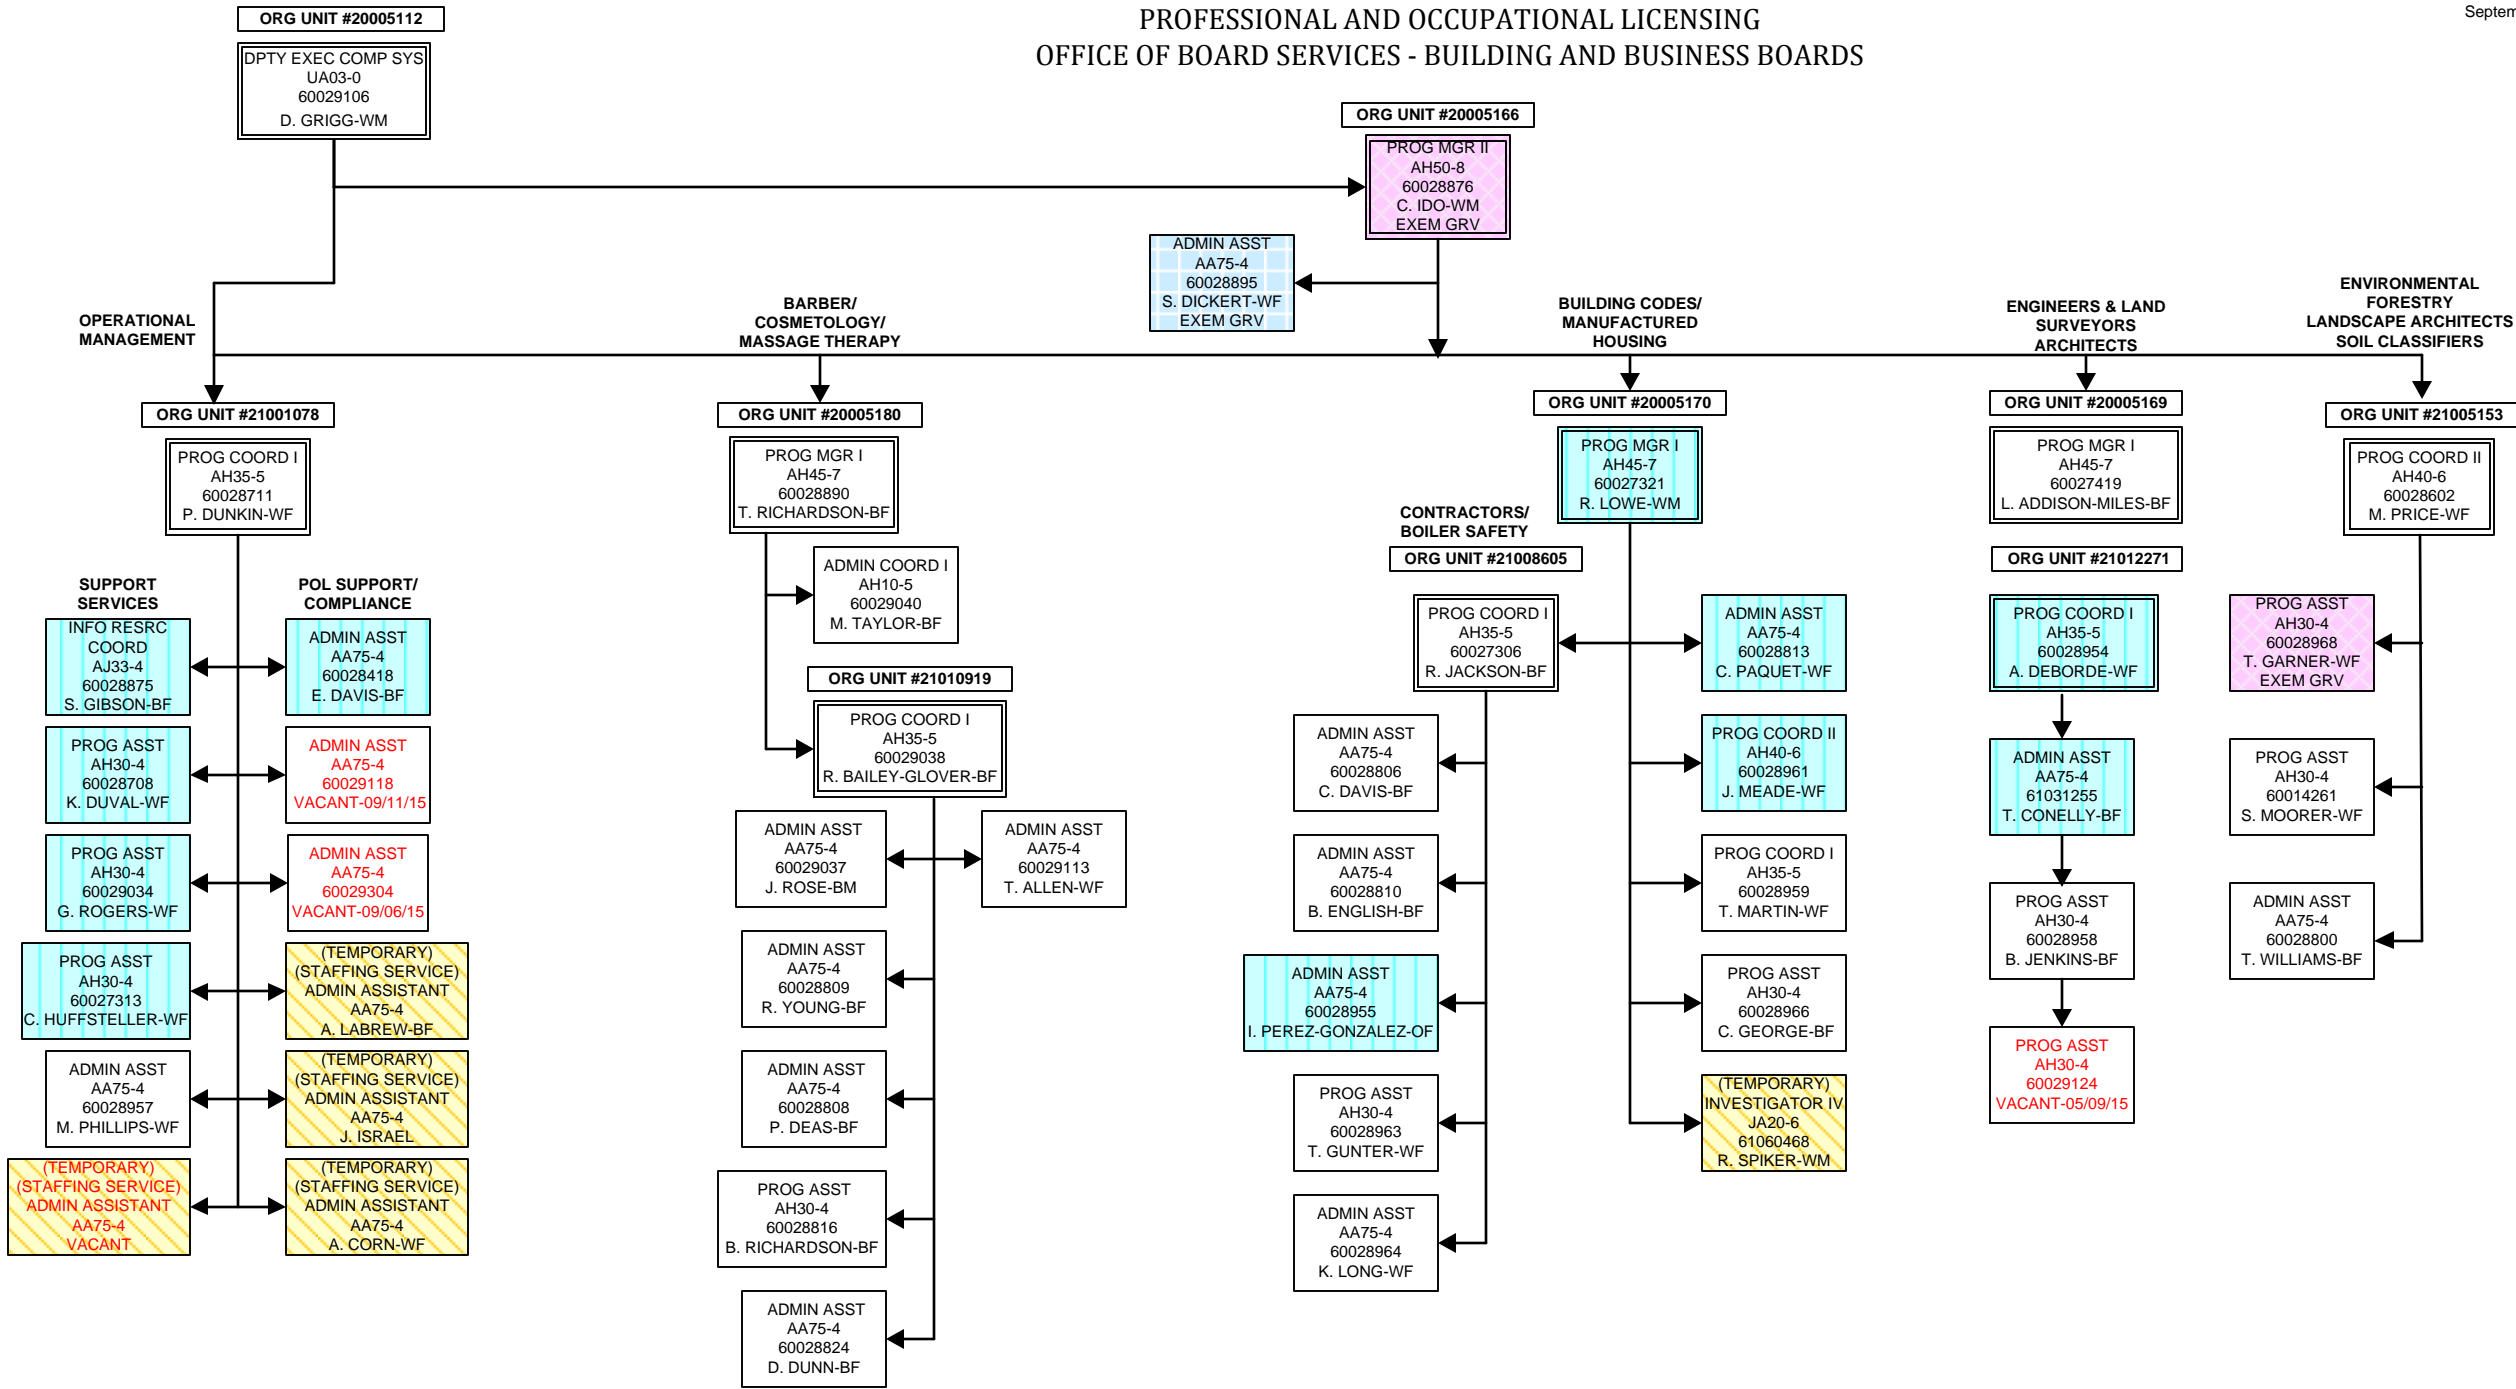 PROFESSIONAL AND OCCUPATIONAL LICENSING
OFFICE OF BOARD SERVICES - BUILDING AND BUSINESS BOARDS
Septem
ORG UNIT #20005112
DPTY EXEC COMP SYS
UA03-0
60029106
D. GRIGG-WM
ORG UNIT #20005166
PROG MGR II
AH50-8
60028876
C. IDO-WM
EXEM GRV
ADMIN ASST
AA75-4
60028895
S. DICKERT-WF
EXEM GRV
OPERATIONAL
MANAGEMENT
ORG UNIT #21001078
PROG COORD I
AH35-5
60028711
P. DUNKIN-WF
SUPPORT
SERVICES
INFO RESRC
COORD
AJ33-4
60028875
S. GIBSON-BF
PROG ASST
AH30-4
60028708
K. DUVAL-WF
PROG ASST
AH30-4
60029034
G. ROGERS-WF
PROG ASST
AH30-4
60027313
C. HUFFSTELLER-WF
ADMIN ASST
AA75-4
60028957
M. PHILLIPS-WF
(TEMPORARY)
(STAFFING SERVICE)
ADMIN ASSISTANT
AA75-4
VACANT
POL SUPPORT/
COMPLIANCE
ADMIN ASST
AA75-4
60028418
E. DAVIS-BF
ADMIN ASST
AA75-4
60029118
VACANT-09/11/15
ADMIN ASST
AA75-4
60029304
VACANT-09/06/15
(TEMPORARY)
(STAFFING SERVICE)
ADMIN ASSISTANT
AA75-4
A. LABREW-BF
(TEMPORARY)
(STAFFING SERVICE)
ADMIN ASSISTANT
AA75-4
J. ISRAEL
(TEMPORARY)
(STAFFING SERVICE)
ADMIN ASSISTANT
AA75-4
A. CORN-WF
BARBER/
COSMETOLOGY/
MASSAGE THERAPY
ORG UNIT #20005180
PROG MGR I
AH45-7
60028890
T. RICHARDSON-BF
ADMIN COORD I
AH10-5
60029040
M. TAYLOR-BF
ORG UNIT #21010919
PROG COORD I
AH35-5
60029038
R. BAILEY-GLOVER-BF
ADMIN ASST
AA75-4
60029037
J. ROSE-BM
ADMIN ASST
AA75-4
60029113
T. ALLEN-WF
ADMIN ASST
AA75-4
60028809
R. YOUNG-BF
ADMIN ASST
AA75-4
60028808
P. DEAS-BF
PROG ASST
AH30-4
60028816
B. RICHARDSON-BF
ADMIN ASST
AA75-4
60028824
D. DUNN-BF
BUILDING CODES/
MANUFACTURED
HOUSING
ORG UNIT #20005170
PROG MGR I
AH45-7
60027321
R. LOWE-WM
CONTRACTORS/
BOILER SAFETY
ORG UNIT #21008605
PROG COORD I
AH35-5
60027306
R. JACKSON-BF
ADMIN ASST
AA75-4
60028806
C. DAVIS-BF
ADMIN ASST
AA75-4
60028810
B. ENGLISH-BF
ADMIN ASST
AA75-4
60028955
I. PEREZ-GONZALEZ-OF
PROG ASST
AH30-4
60028963
T. GUNTER-WF
ADMIN ASST
AA75-4
60028964
K. LONG-WF
ADMIN ASST
AA75-4
60028813
C. PAQUET-WF
PROG COORD II
AH40-6
60028961
J. MEADE-WF
PROG COORD I
AH35-5
60028959
T. MARTIN-WF
PROG ASST
AH30-4
60028966
C. GEORGE-BF
(TEMPORARY)
INVESTIGATOR IV
JA20-6
61060468
R. SPIKER-WM
ENGINEERS & LAND
SURVEYORS
ARCHITECTS
ORG UNIT #20005169
PROG MGR I
AH45-7
60027419
L. ADDISON-MILES-BF
ORG UNIT #21012271
PROG COORD I
AH35-5
60028954
A. DEBORDE-WF
ADMIN ASST
AA75-4
61031255
T. CONELLY-BF
PROG ASST
AH30-4
60028958
B. JENKINS-BF
PROG ASST
AH30-4
60029124
VACANT-05/09/15
ENVIRONMENTAL
FORESTRY
LANDSCAPE ARCHITECTS
SOIL CLASSIFIERS
ORG UNIT #21005153
PROG COORD II
AH40-6
60028602
M. PRICE-WF
PROG ASST
AH30-4
60028968
T. GARNER-WF
EXEM GRV
PROG ASST
AH30-4
60014261
S. MOORER-WF
ADMIN ASST
AA75-4
60028800
T. WILLIAMS-BF